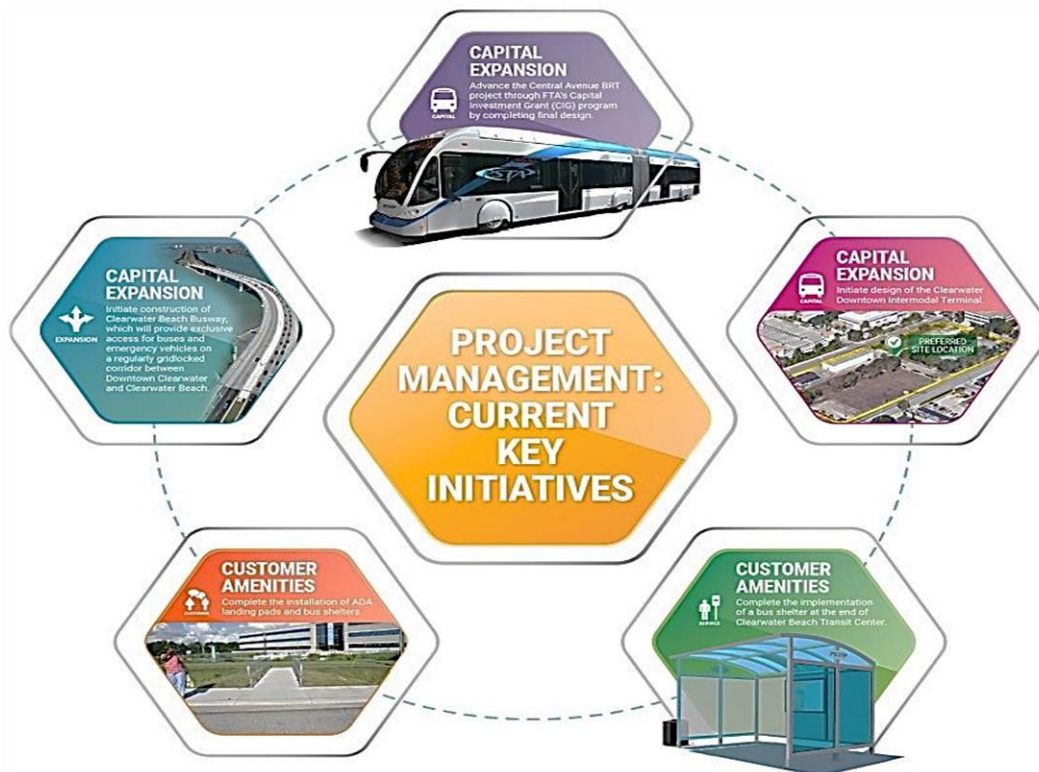 CAPITAL
EXPANSION
Advance the Central Avenue BRT
project through FTA's Capital
Investment Grant (CIG) program
by completing final design.
CAPITAL
CAPITAL
EXPANSION
Initiate construction of
Clearwater Beach Busway,
which will provide exclusive
access for buses and
emergency vehicles on
a regularly gridlocked
corridor between
Downtown Clearwater
and Clearwater Beach.
EXPANSION
CAPITAL
EXPANSION
Initiate design of the Clearwater
Downtown Intermodal Terminal.
CAPITAL
PREFERRED
SITE LOCATION
PROJECT
MANAGEMENT:
CURRENT
KEY
INITIATIVES
CUSTOMER
AMENITIES
Complete the installation of ADA
landing pads and bus shelters.
CUSTOMER
AMENITIES
Complete the implementation
of a bus shelter at the end of
Clearwater Beach Transit Center.
SERVICE